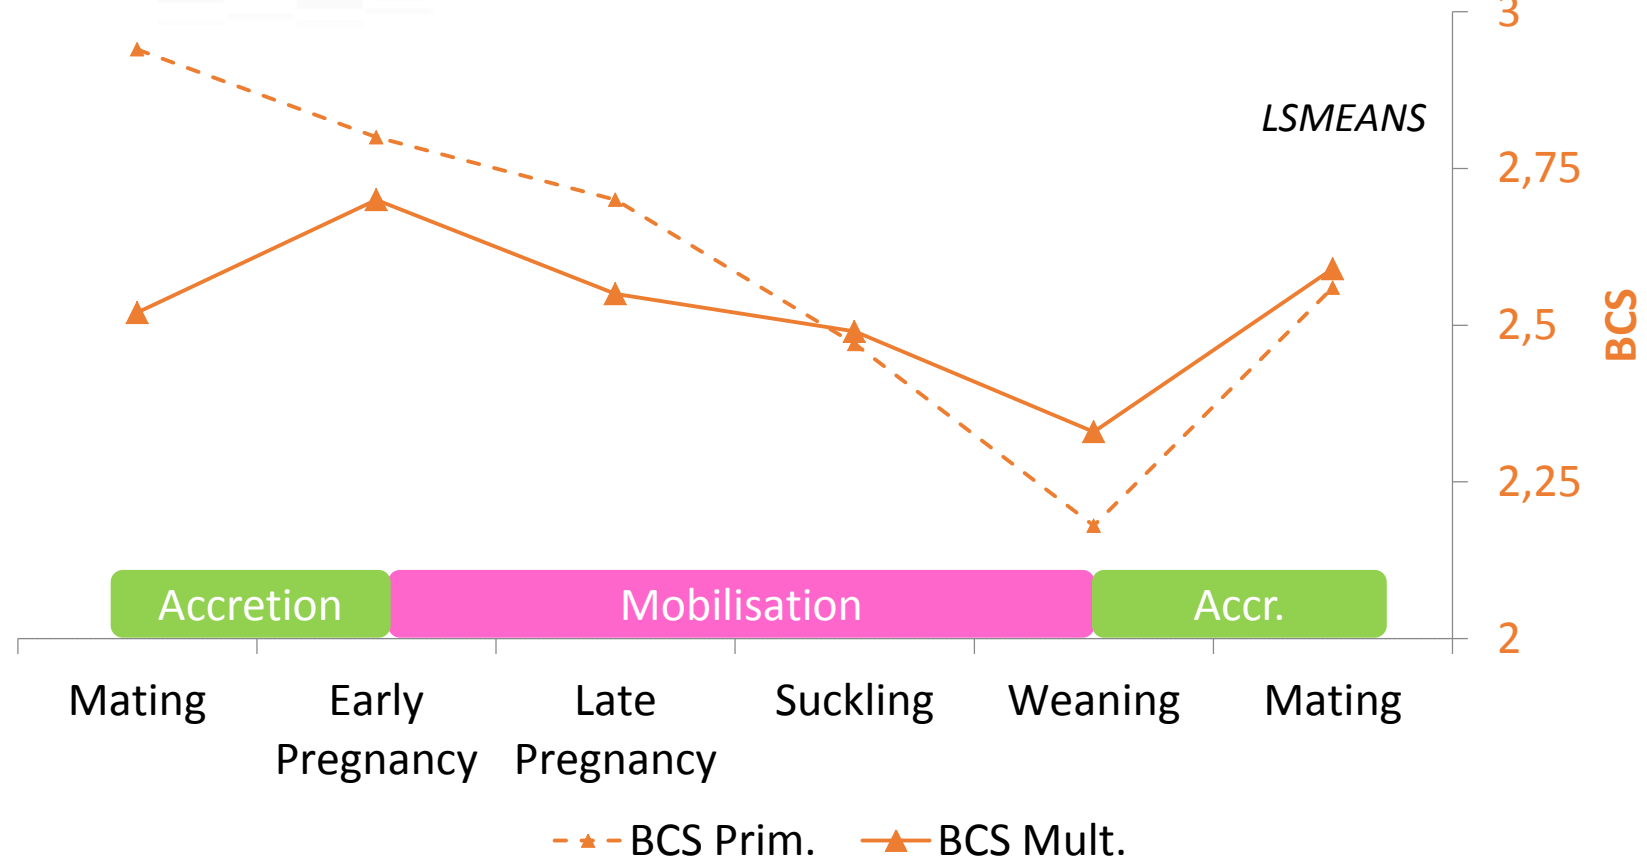 3
LSMEANS
2,75
2,5
BCS
2,25
Accretion
Mobilisation
Accr.
2
Mating
Early
Pregnancy
Late
Pregnancy
Suckling
Weaning
Mating
BCS Prim.
BCS Mult.